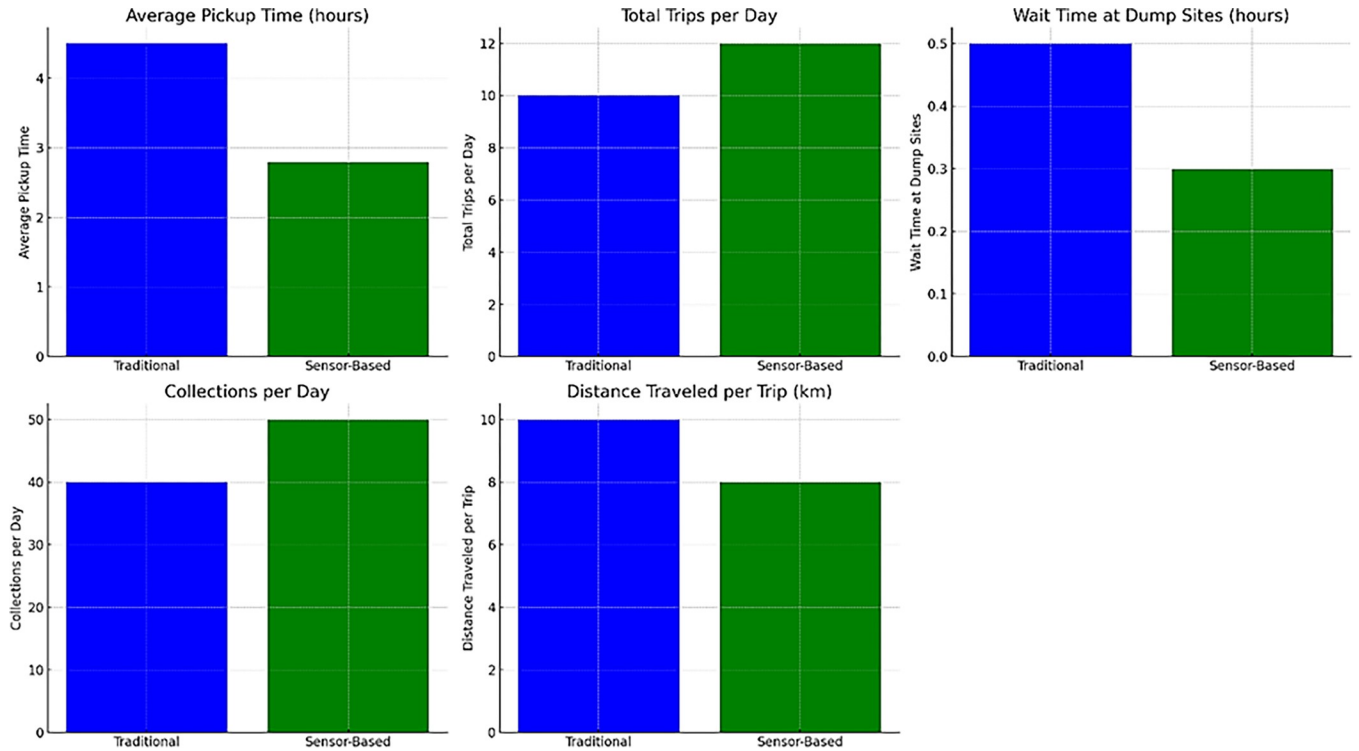 Average Pickup Time (hours)
Average Pickup Time
4
3
2
1
0
Traditional Sensor-Based
Total Trips per Day
Total Trips per Day
12
10
8
6
4
2
0
Traditional Sensor-Based
Wait Time at Dump Sites (hours)
Wait Time at Dump Sites
0.5
0.4
0.3
0.2
0.1
0.0
Traditional Sensor-Based
Collections per Day
Collections per Day
50
40
30
20
10
0
Traditional Sensor-Based
Distance Traveled per Trip (km)
Distance Traveled per Trip
10
8
6
4
2
0
Traditional Sensor-Based